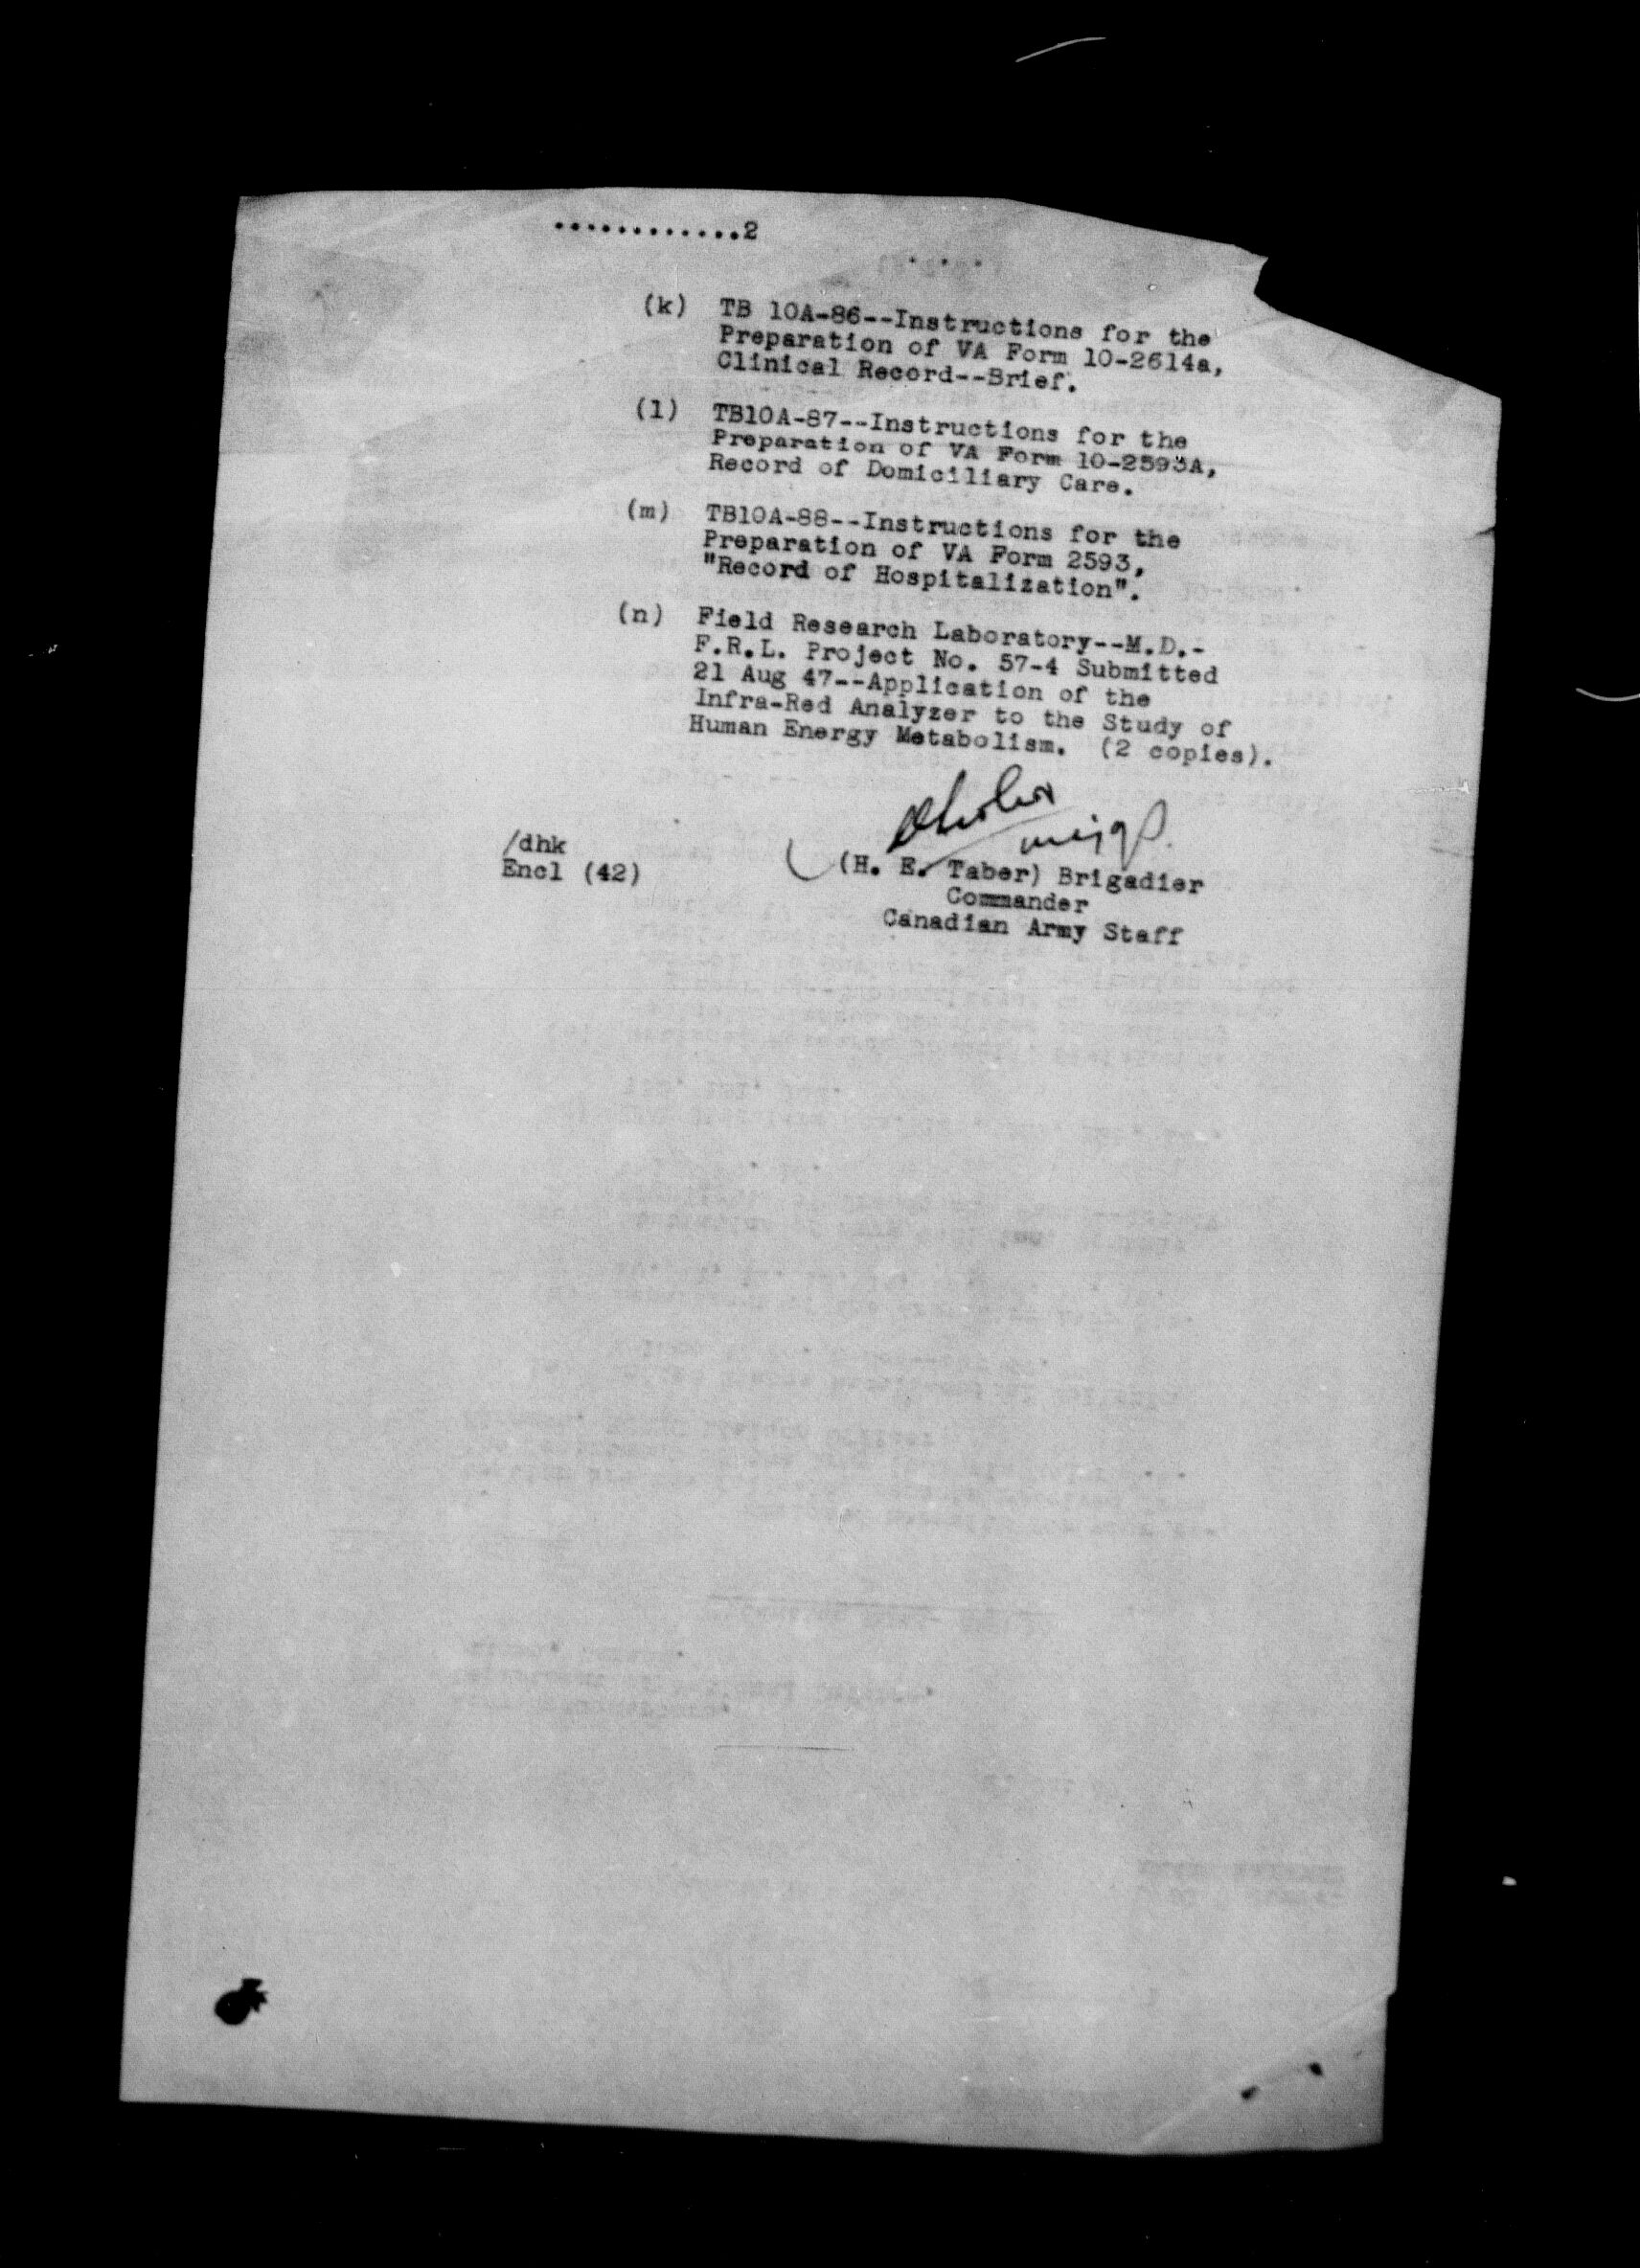 ............2
(k) TB 10A-86--Instructions for the
Preparation of VA Form 10-2614a,
Clinical Record--Brief.
(l) TB10A-87--Instructions for the
Preparation of VA Form 10-2593A,
Record of Domiciliary Care.
(m) TB10A-88--Instructions for the
Preparation of VA Form 2593,
"Record of Hospitalization".
(n) Field Research Laboratory--M.D.-
F.R.L. Project No. 57-4 Submitted
21 Aug 47--Application of the
Infra-Red Analyzer to the Study of
Human Energy Metabolism. (2 copies).
/dhk
Encl (42)
(H. E. Taber) Brigadier
Commander
Canadian Army Staff